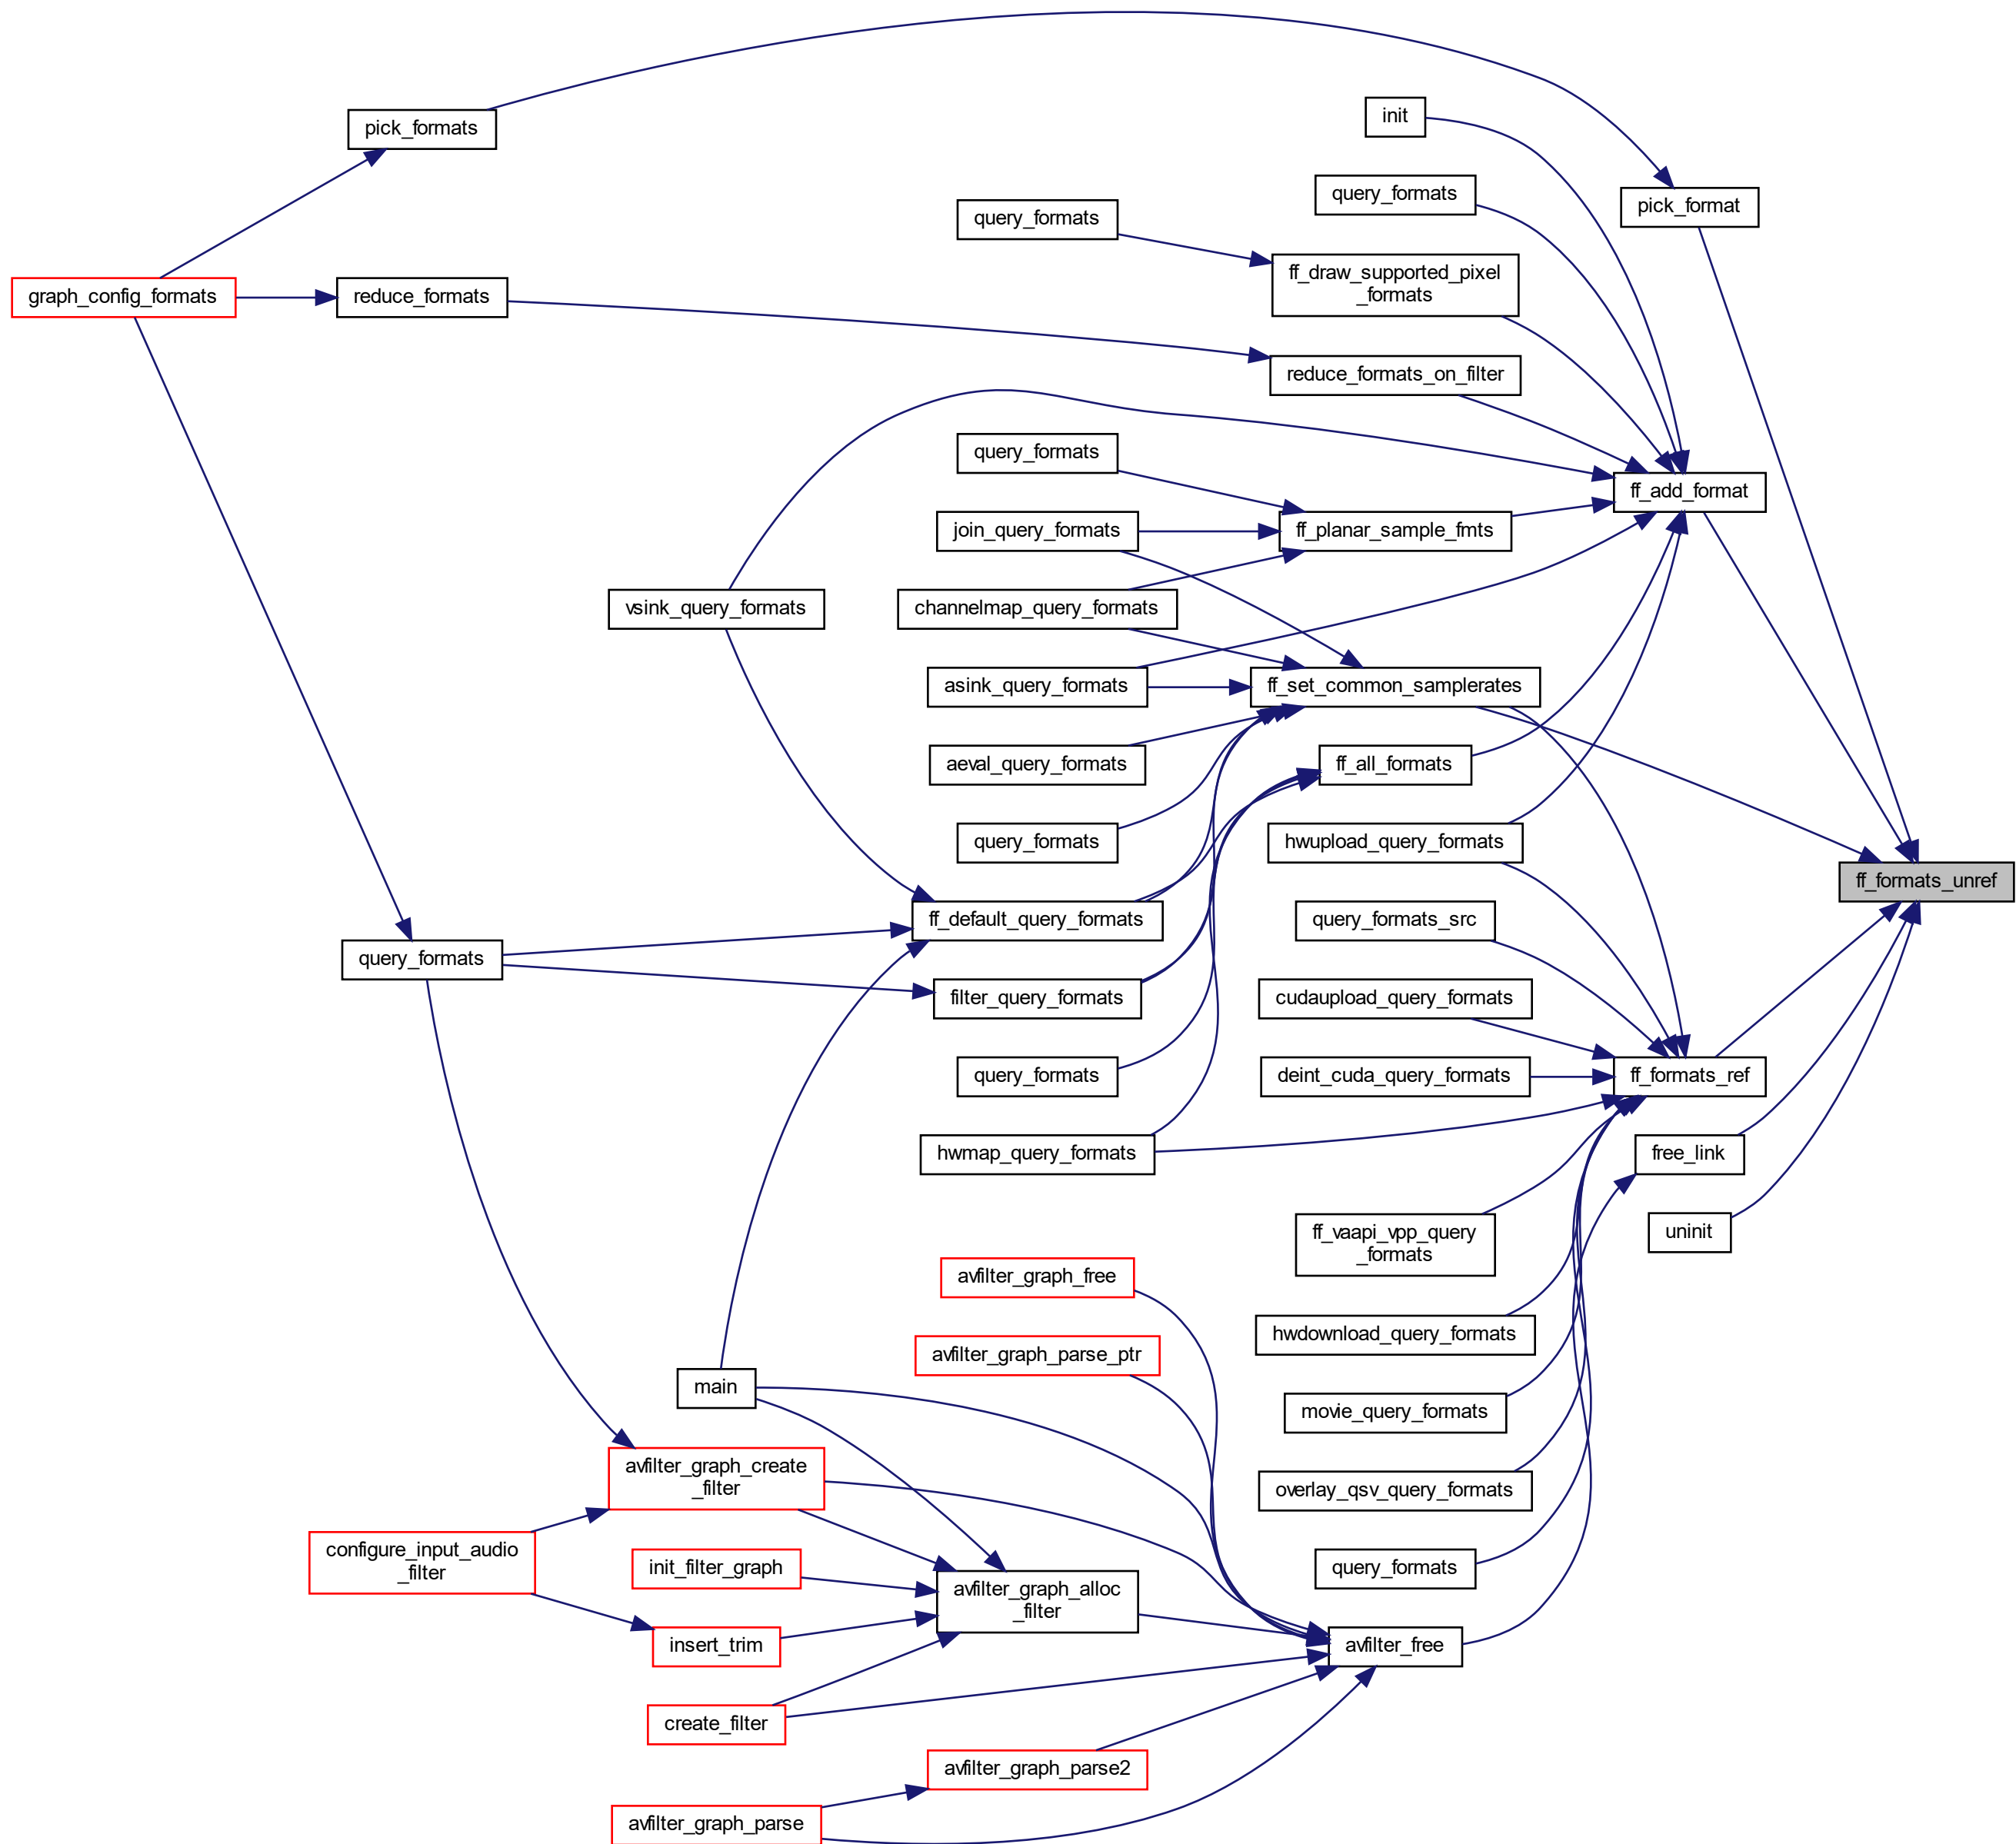 pick_formats
init
query_formats
pick_format
query_formats
ff_draw_supported_pixel
_formats
graph_config_formats
reduce_formats
reduce_formats_on_filter
query_formats
ff_add_format
join_query_formats
ff_planar_sample_fmts
vsink_query_formats
channelmap_query_formats
asink_query_formats
ff_set_common_samplerates
aeval_query_formats
ff_all_formats
query_formats
hwupload_query_formats
ff_formats_unref
ff_default_query_formats
query_formats_src
query_formats
filter_query_formats
cudaupload_query_formats
query_formats
deint_cuda_query_formats
ff_formats_ref
hwmap_query_formats
free_link
ff_vaapi_vpp_query
_formats
uninit
avfilter_graph_free
hwdownload_query_formats
avfilter_graph_parse_ptr
main
movie_query_formats
avfilter_graph_create
_filter
overlay_qsv_query_formats
configure_input_audio
_filter
init_filter_graph
query_formats
avfilter_graph_alloc
_filter
insert_trim
avfilter_free
create_filter
avfilter_graph_parse2
avfilter_graph_parse